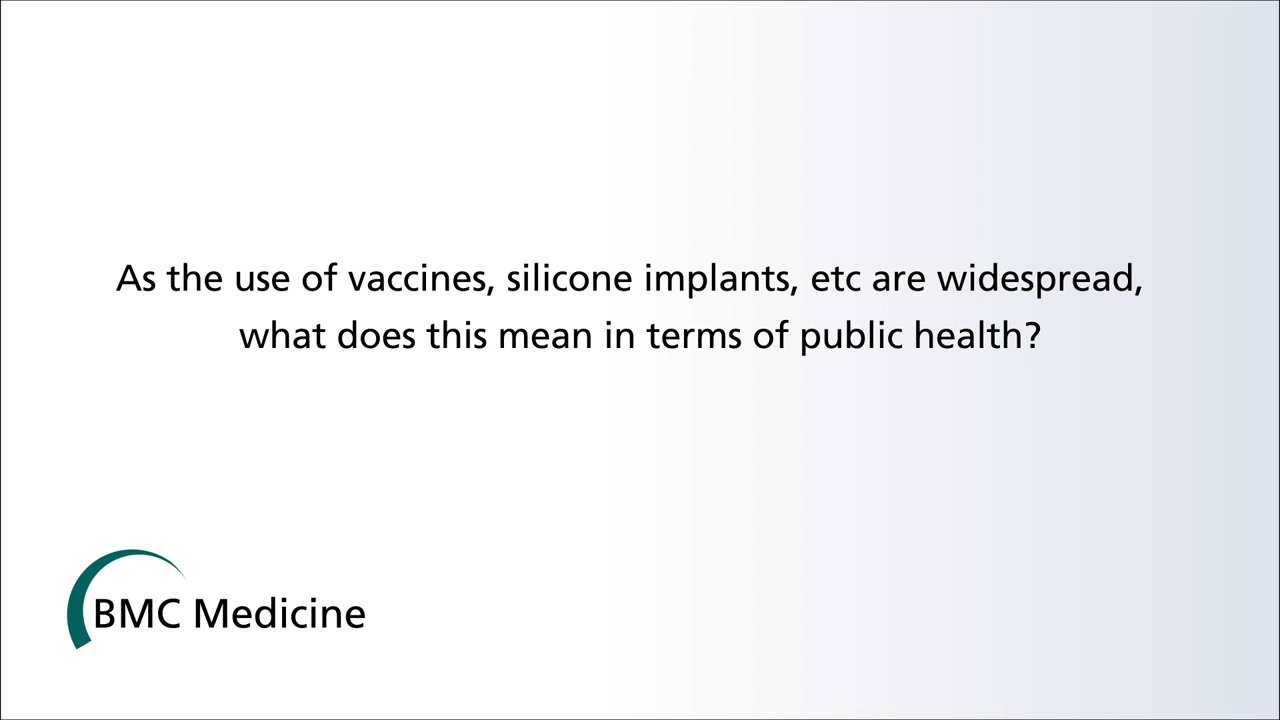 As the use of vaccines, silicone implants, etc are widespread,
what does this mean in terms of public health?
BMC Medicine